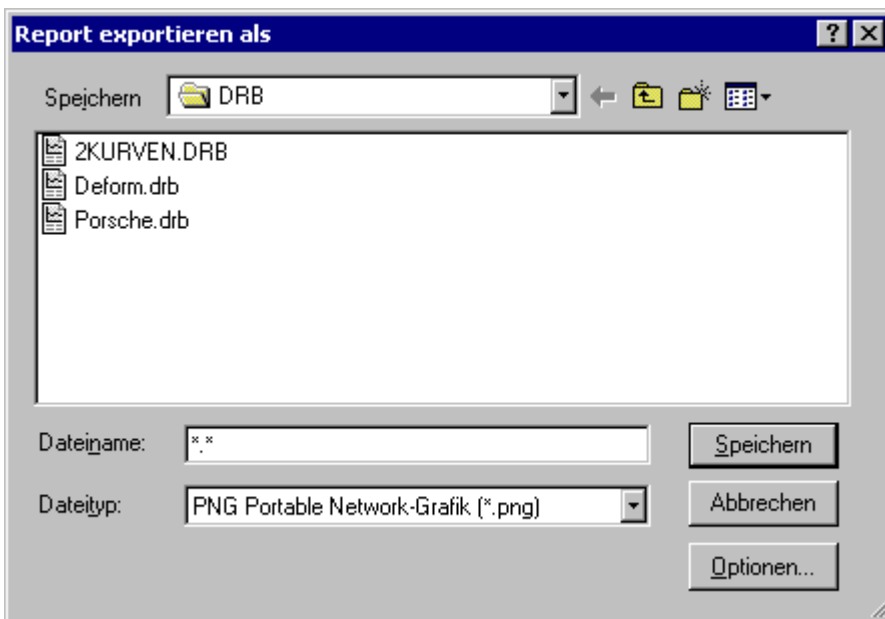 Report exportieren als
Speichern DRB
2KURVEN.DRB
Deform.drb
Porsche.drb
Dateiname: *.* Speichern
Dateityp: PNG Portable Network-Grafik (*.png) Abbrechen
Optionen...